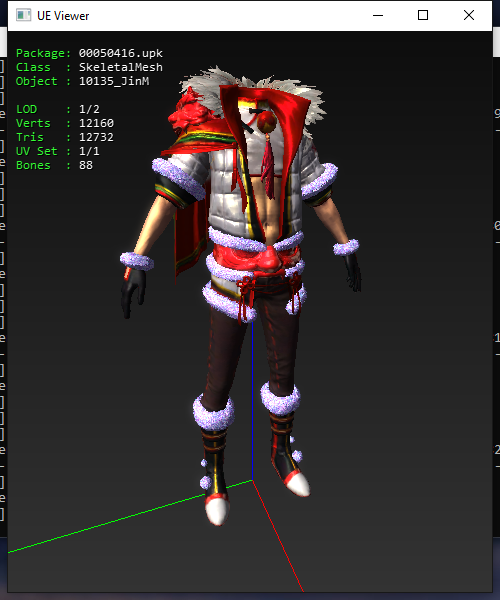 UE Viewer
Package: 00050416.upk
Class : SkeletalMesh
Object : 10135_JinM
LOD : 1/2
Verts : 12160
Tris : 12732
UV Set : 1/1
Bones : 88